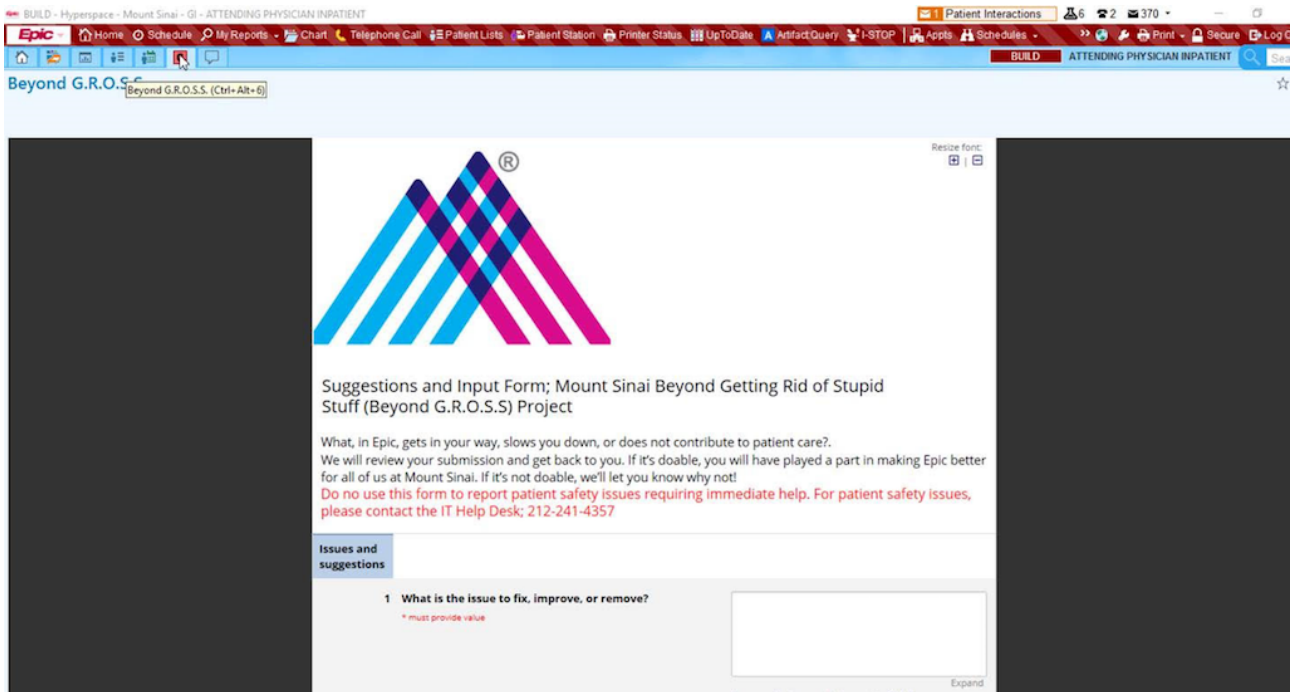 BUILD - Hyperspace - Mount Sinai - GI - ATTENDING PHYSICIAN INPATIENT
1 Patient Interactions 6 2 370
Epic Home Schedule My Reports Chart Telephone Call Patient Lists Patient Station Printer Status UpToDate Artifact Query I-STOP Appts Schedules Print Secure Log
BUILD ATTENDING PHYSICIAN INPATIENT
Beyond G.R.O.S.S.
Beyond G.R.O.S.S. (Ctrl+Alt+6)
Resize font:
+ | -
®
Suggestions and Input Form; Mount Sinai Beyond Getting Rid of Stupid
Stuff (Beyond G.R.O.S.S) Project
What, in Epic, gets in your way, slows you down, or does not contribute to patient care?.
We will review your submission and get back to you. If it's doable, you will have played a part in making Epic better
for all of us at Mount Sinai. If it's not doable, we'll let you know why not!
Do no use this form to report patient safety issues requiring immediate help. For patient safety issues,
please contact the IT Help Desk; 212-241-4357
Issues and
suggestions
1 What is the issue to fix, improve, or remove?
* must provide value
Expand